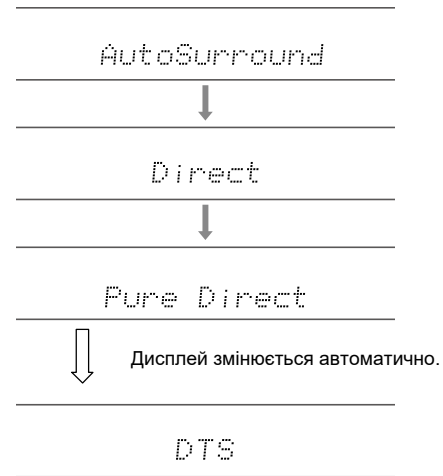 AutoSurround
Direct
Pure Direct
Дисплей змінюється автоматично.
DTS